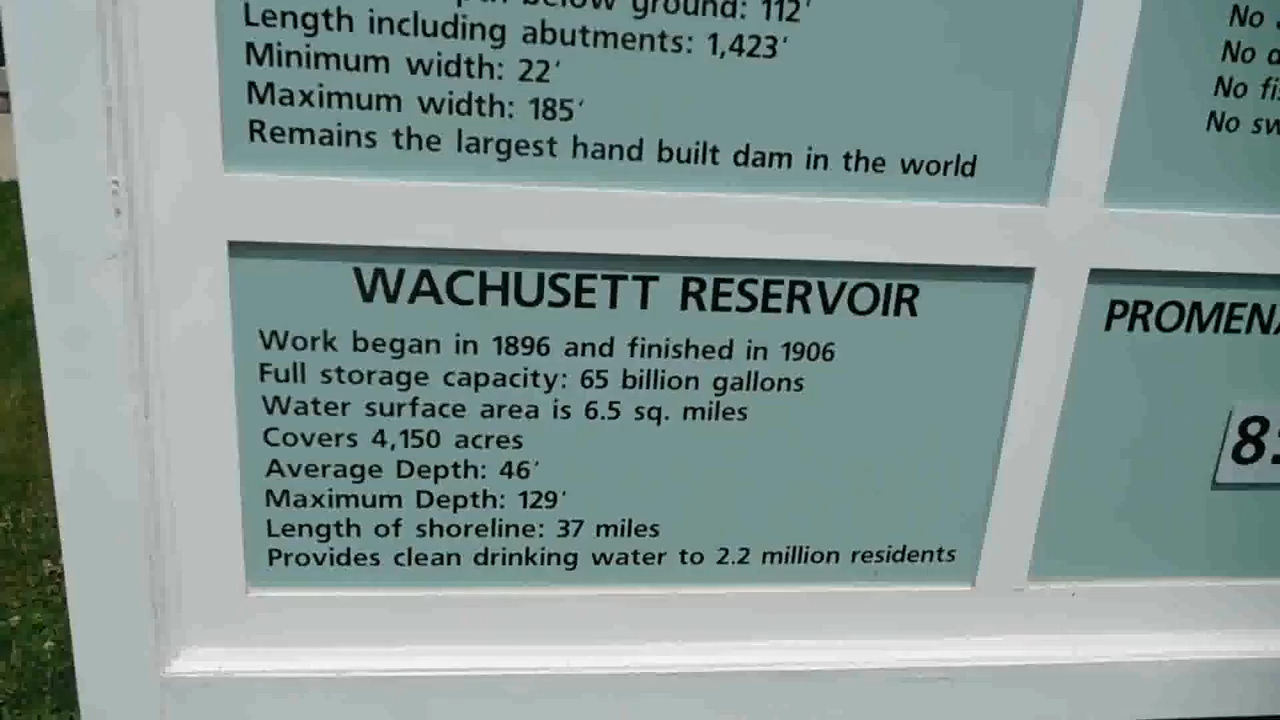 below ground: 112'
Length including abutments: 1,423'
Minimum width: 22'
Maximum width: 185'
Remains the largest hand built dam in the world
No
No
No
No
WACHUSETT RESERVOIR
Work began in 1896 and finished in 1906
Full storage capacity: 65 billion gallons
Water surface area is 6.5 sq. miles
Covers 4,150 acres
Average Depth: 46'
Maximum Depth: 129'
Length of shoreline: 37 miles
Provides clean drinking water to 2.2 million residents